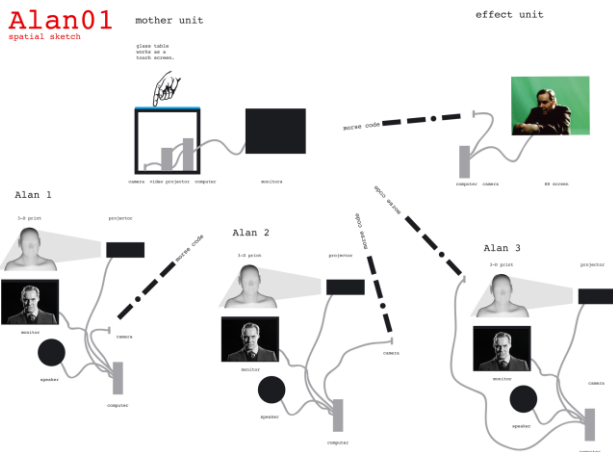 Alan01
spatial sketch
mother unit
effect unit
glass table
works as a
touch screen.
morse code
camera video projector computer
monitors
computer camera
HD screen
Alan 1
3-D print
projector
morse code
monitor
camera
speaker
computer
Alan 2
3-D print
projector
morse code
monitor
camera
speaker
computer
morse code
Alan 3
3-D print
projector
monitor
camera
speaker
computer